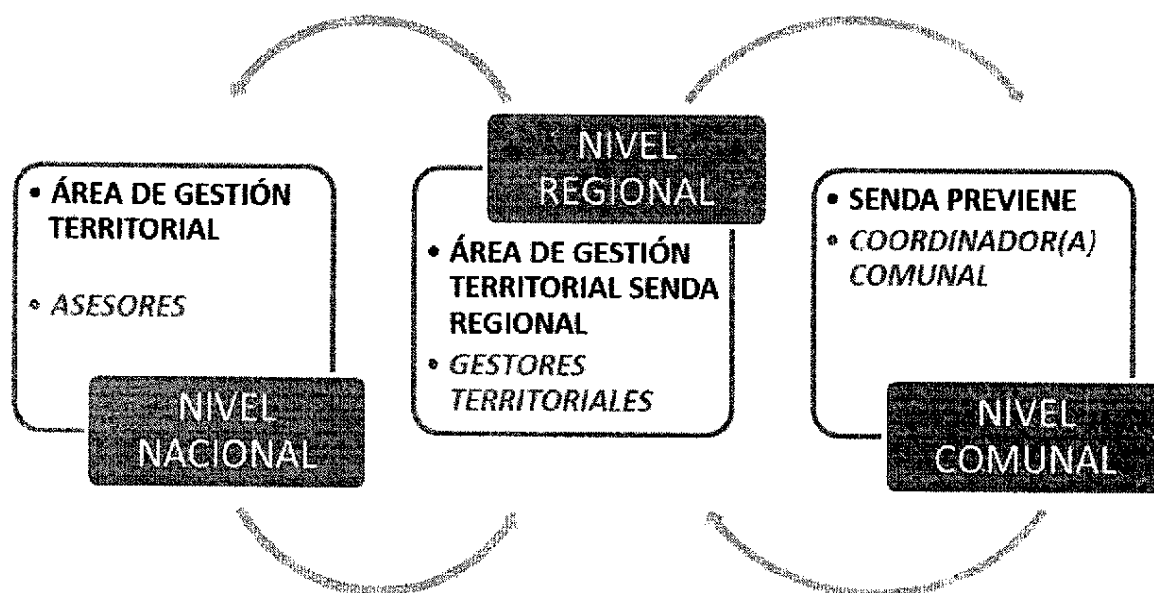 • ÁREA DE GESTIÓN
TERRITORIAL
• ASESORES
NIVEL
NACIONAL
NIVEL
REGIONAL
• ÁREA DE GESTIÓN
TERRITORIAL SENDA
REGIONAL
• GESTORES
TERRITORIALES
• SENDA PREVIENE
• COORDINADOR(A)
COMUNAL
NIVEL
COMUNAL